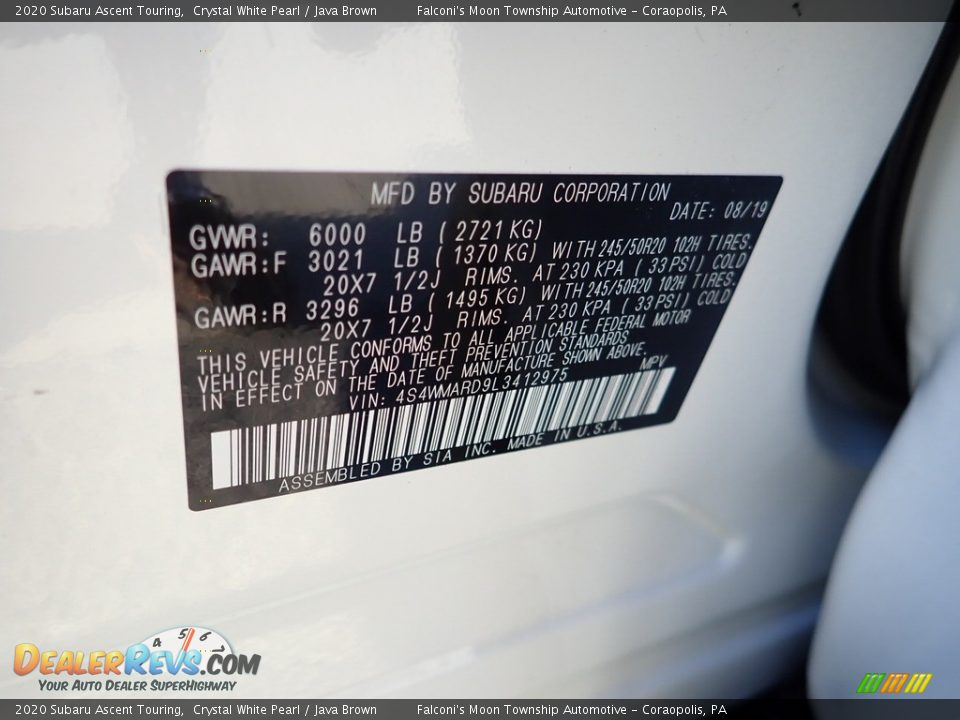 2020 Subaru Ascent Touring, Crystal White Pearl / Java Brown Falconi's Moon Township Automotive - Coraopolis, PA
MFD BY SUBARU CORPORATION
DATE: 08/19
GVWR: 6000 LB ( 2721 KG)
GAWR:F 3021 LB ( 1370 KG) WITH 245/50R20 102H TIRES.
20X7 1/2J RIMS. AT 230 KPA ( 33 PSI) COLD
GAWR:R 3296 LB ( 1495 KG) WITH 245/50R20 102H TIRES.
20X7 1/2J RIMS. AT 230 KPA ( 33 PSI) COLD
THIS VEHICLE CONFORMS TO ALL APPLICABLE FEDERAL MOTOR
VEHICLE SAFETY AND THEFT PREVENTION STANDARDS
IN EFFECT ON THE DATE OF MANUFACTURE SHOWN ABOVE.
VIN: 4S4WMARD9L3412975 MPV
ASSEMBLED BY SIA INC. MADE IN U.S.A.
4 5 6
DEALERREVS.COM
YOUR AUTO DEALER SUPERHIGHWAY
2020 Subaru Ascent Touring, Crystal White Pearl / Java Brown Falconi's Moon Township Automotive - Coraopolis, PA